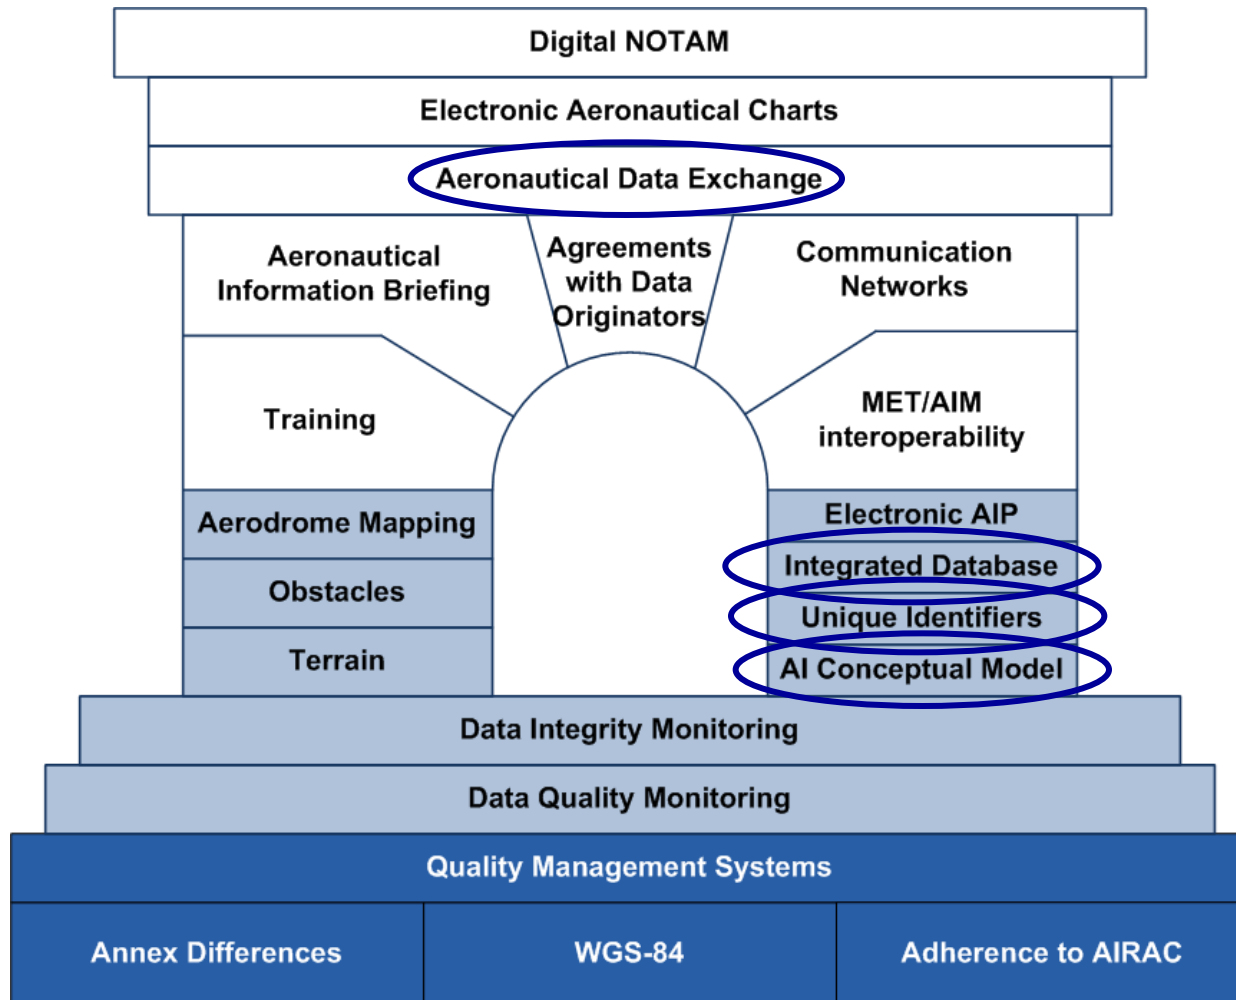 Digital NOTAM
Electronic Aeronautical Charts
Aeronautical Data Exchange
Aeronautical
Information Briefing
Agreements
with Data
Originators
Communication
Networks
Training
MET/AIM
interoperability
Aerodrome Mapping
Obstacles
Terrain
Electronic AIP
Integrated Database
Unique Identifiers
AI Conceptual Model
Data Integrity Monitoring
Data Quality Monitoring
Quality Management Systems
Annex Differences
WGS-84
Adherence to AIRAC